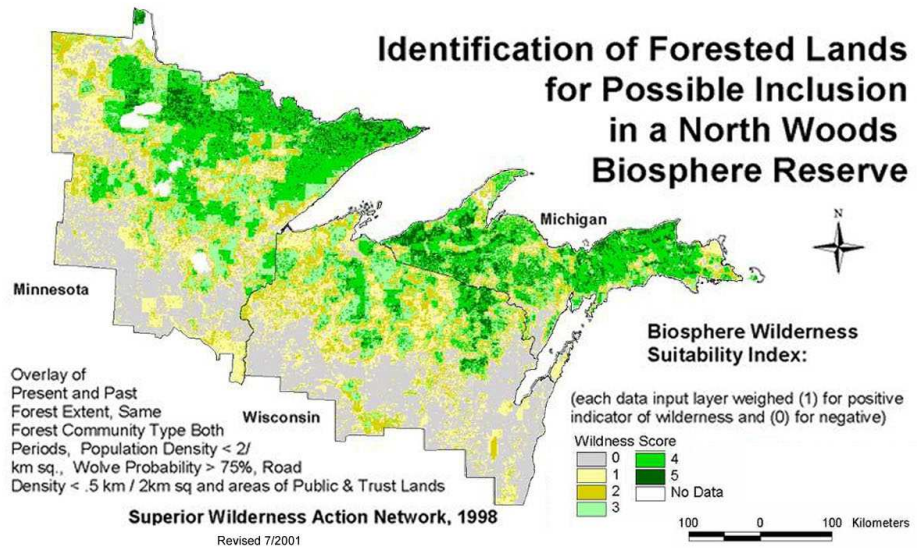 Identification of Forested Lands
for Possible Inclusion
in a North Woods
Biosphere Reserve
Michigan
N
Minnesota
Biosphere Wilderness
Suitability Index:
Overlay of
Present and Past
Forest Extent, Same
Forest Community Type Both
Periods, Population Density < 2/
km sq., Wolve Probability > 75%, Road
Density < .5 km / 2km sq and areas of Public & Trust Lands
Wisconsin
(each data input layer weighed (1) for positive
indicator of wilderness and (0) for negative)
Wildness Score
0
1
2
3
4
5
No Data
Superior Wilderness Action Network, 1998
Revised 7/2001
100 0 100 Kilometers